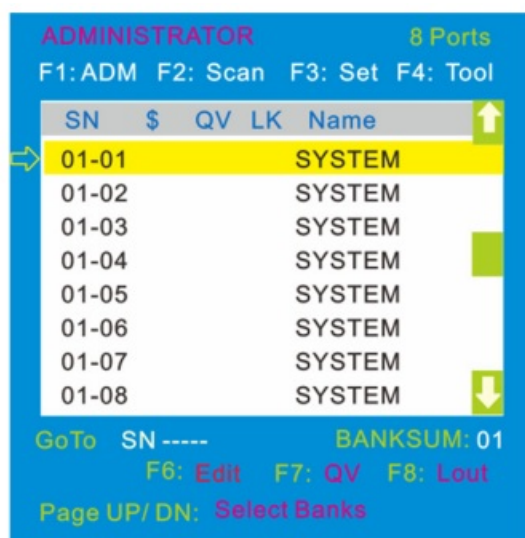 ADMINISTRATOR 8 Ports
F1: ADM F2: Scan F3: Set F4: Tool
SN $ QV LK Name
01-01 SYSTEM
01-02 SYSTEM
01-03 SYSTEM
01-04 SYSTEM
01-05 SYSTEM
01-06 SYSTEM
01-07 SYSTEM
01-08 SYSTEM
GoTo SN ----- BANKSUM: 01
F6: Edit F7: QV F8: Lout
Page UP/ DN: Select Banks